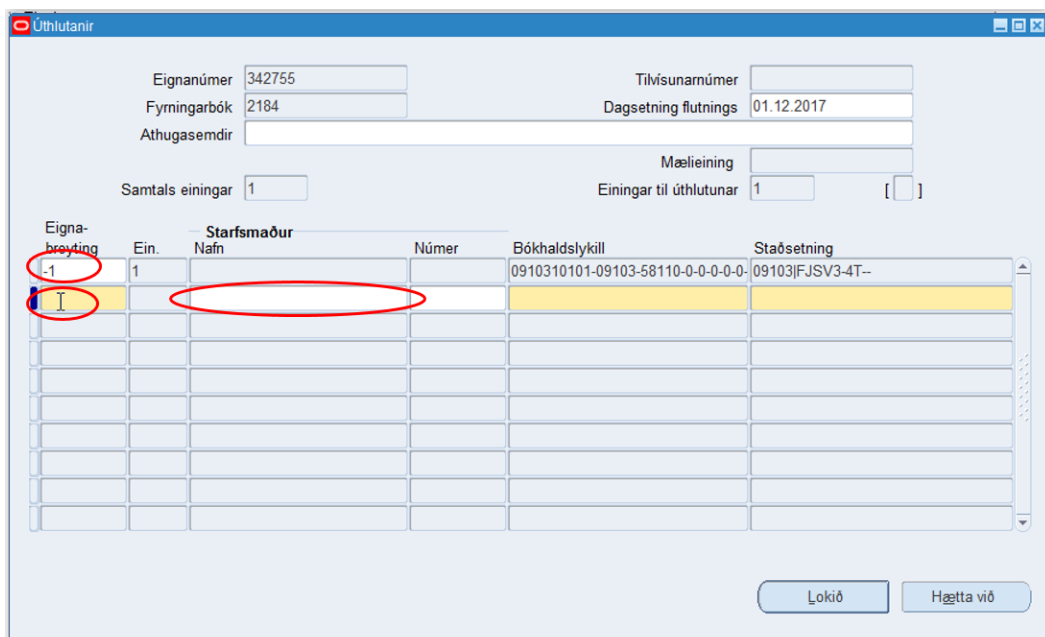 Úthlutanir
Eignanúmer 342755 Tilvísunarnúmer
Fyrningarbók 2184 Dagsetning flutnings 01.12.2017
Athugasemdir
Mælieining
Samtals einingar 1 Einingar til úthlutunar 1 [ ]
Eigna-
breyting Ein. Starfsmaður
Nafn Númer Bókhaldslykill Staðsetning
-1 1 0910310101-09103-58110-0-0-0-0-0- 09103|FJSV3-4T--
Lokið Hætta við